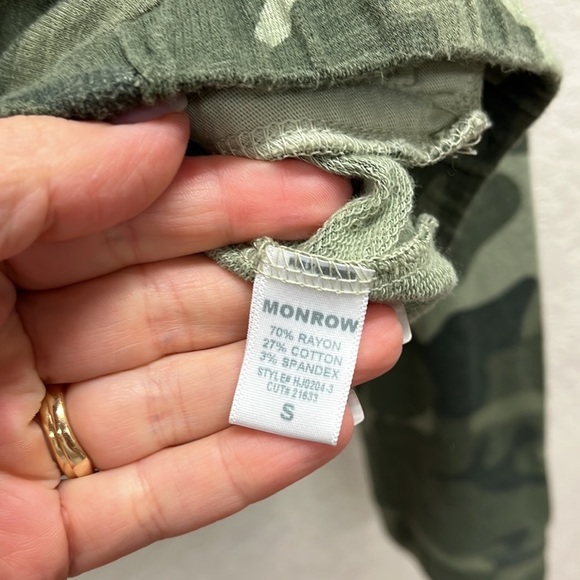 MONROW
70% RAYON
27% COTTON
3% SPANDEX
STYLE# HJ0204-3
CUT# 21633
S